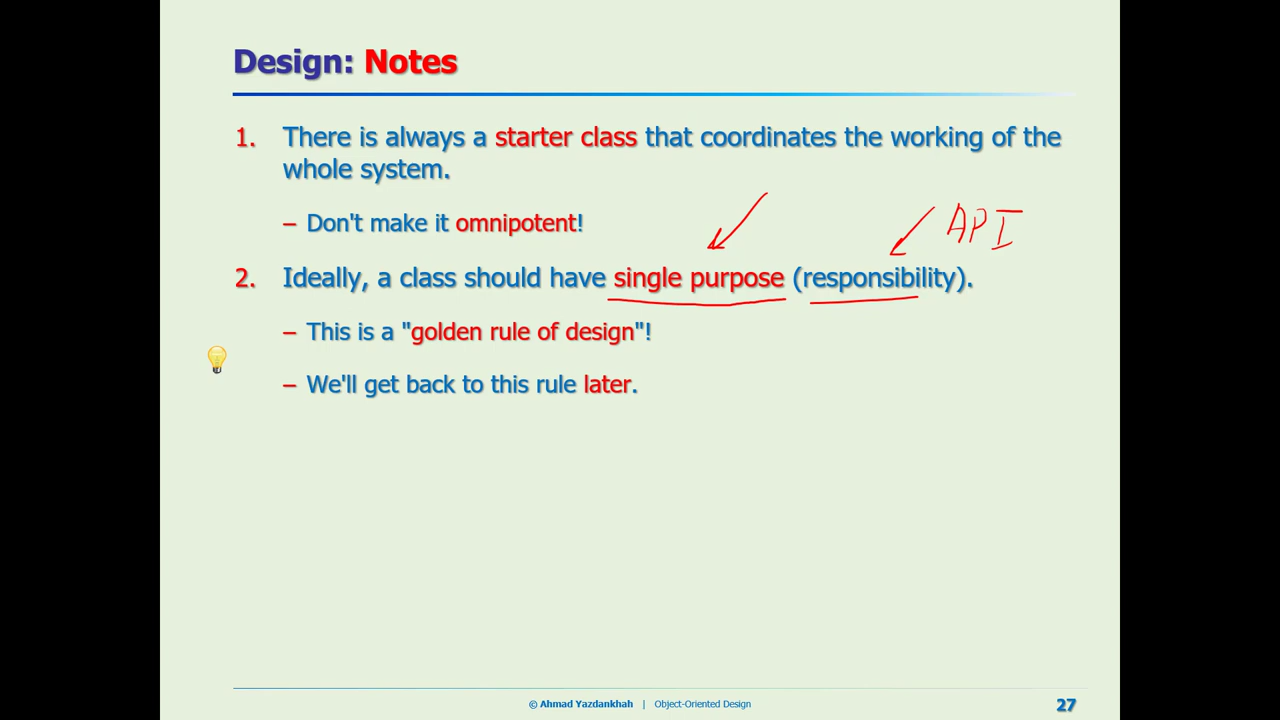 Design: Notes
1. There is always a starter class that coordinates the working of the
whole system.
– Don't make it omnipotent!
API
2. Ideally, a class should have single purpose (responsibility).
– This is a "golden rule of design"!
– We'll get back to this rule later.
© Ahmad Yazdankhah | Object-Oriented Design
27